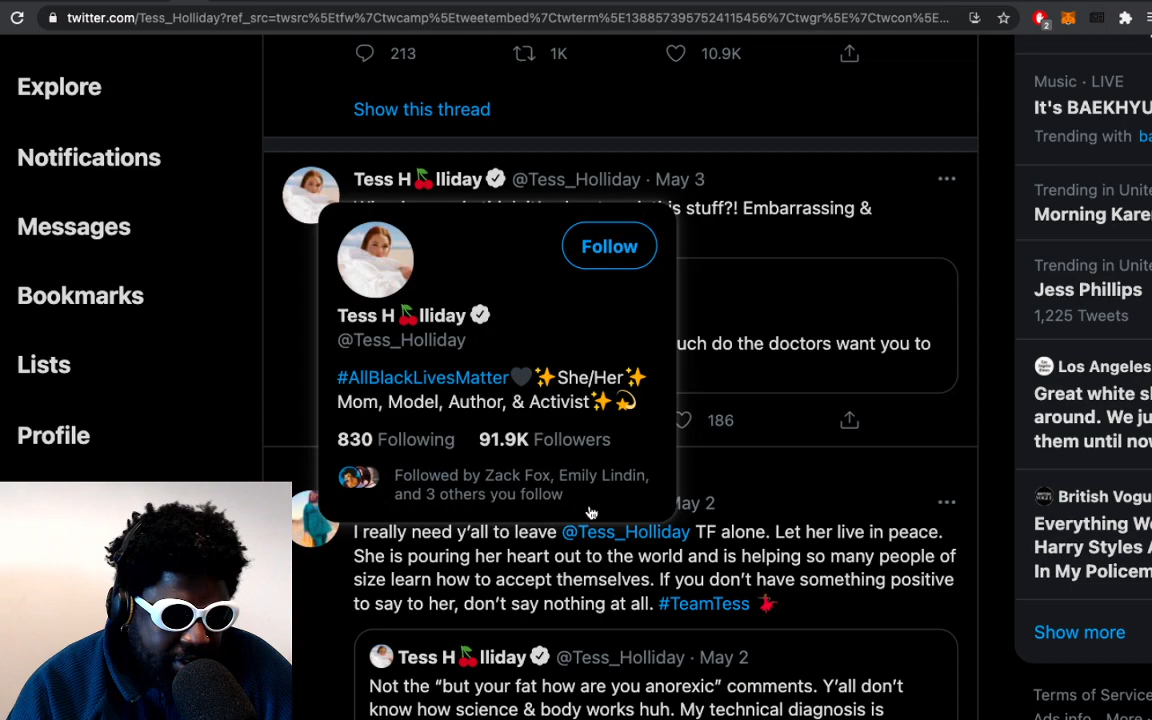 twitter.com/Tess_Holliday?ref_src=twsrc%5Etfw%7Ctwcamp%5Etweetembed%7Ctwterm%5E1388573957524115456%7Ctwgr%5E%7Ctwcon%5E...
2
213 1K 10.9K
Show this thread
Explore
Notifications
Messages
Bookmarks
Lists
Profile
Tess H🍒lliday @Tess_Holliday · May 3
this stuff?! Embarrassing &
uch do the doctors want you to
186
Follow
Tess H🍒lliday
@Tess_Holliday
#AllBlackLivesMatter🖤✨She/Her✨
Mom, Model, Author, & Activist✨💫
830 Following 91.9K Followers
Followed by Zack Fox, Emily Lindin,
and 3 others you follow
May 2
I really need y’all to leave @Tess_Holliday TF alone. Let her live in peace.
She is pouring her heart out to the world and is helping so many people of
size learn how to accept themselves. If you don’t have something positive
to say to her, don’t say nothing at all. #TeamTess 💃
Tess H🍒lliday @Tess_Holliday · May 2
Not the “but your fat how are you anorexic” comments. Y’all don’t
know how science & body works huh. My technical diagnosis is
Music · LIVE
It's BAEKHYU
Trending with ba
Trending in Unite
Morning Kare
Trending in Unite
Jess Phillips
1,225 Tweets
Los Angeles
Great white s
around. We ju
them until now
British Vogu
Everything W
Harry Styles A
In My Policem
Show more
Terms of Service
Ads info More